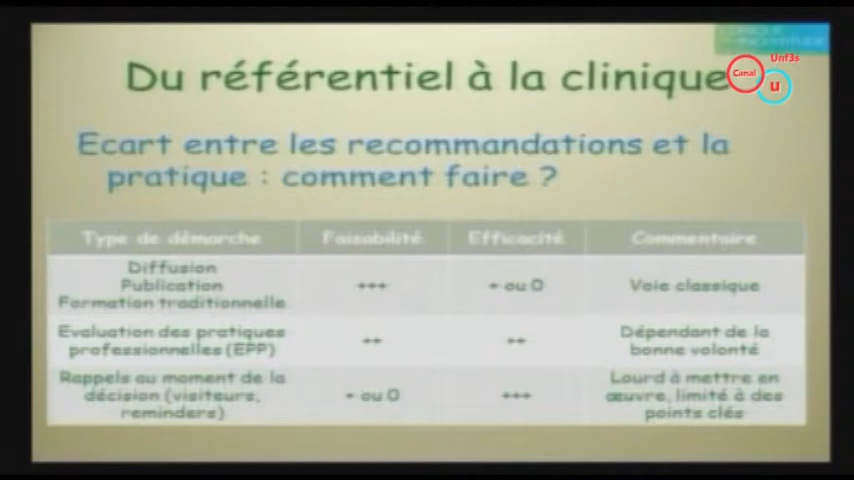 Unf3s
Canal
u
Du référentiel à la clinique
Ecart entre les recommandations et la
pratique : comment faire ?
Type de démarche Faisabilité Efficacité Commentaire
Diffusion
Publication
Formation traditionnelle
+++
+ ou 0
Voie classique
Evaluation des pratiques
professionnelles (EPP)
++
++
Dépendant de la
bonne volonté
Rappels au moment de la
décision (visiteurs,
reminders)
+ ou 0
+++
Lourd à mettre en
œuvre, limité à des
points clés